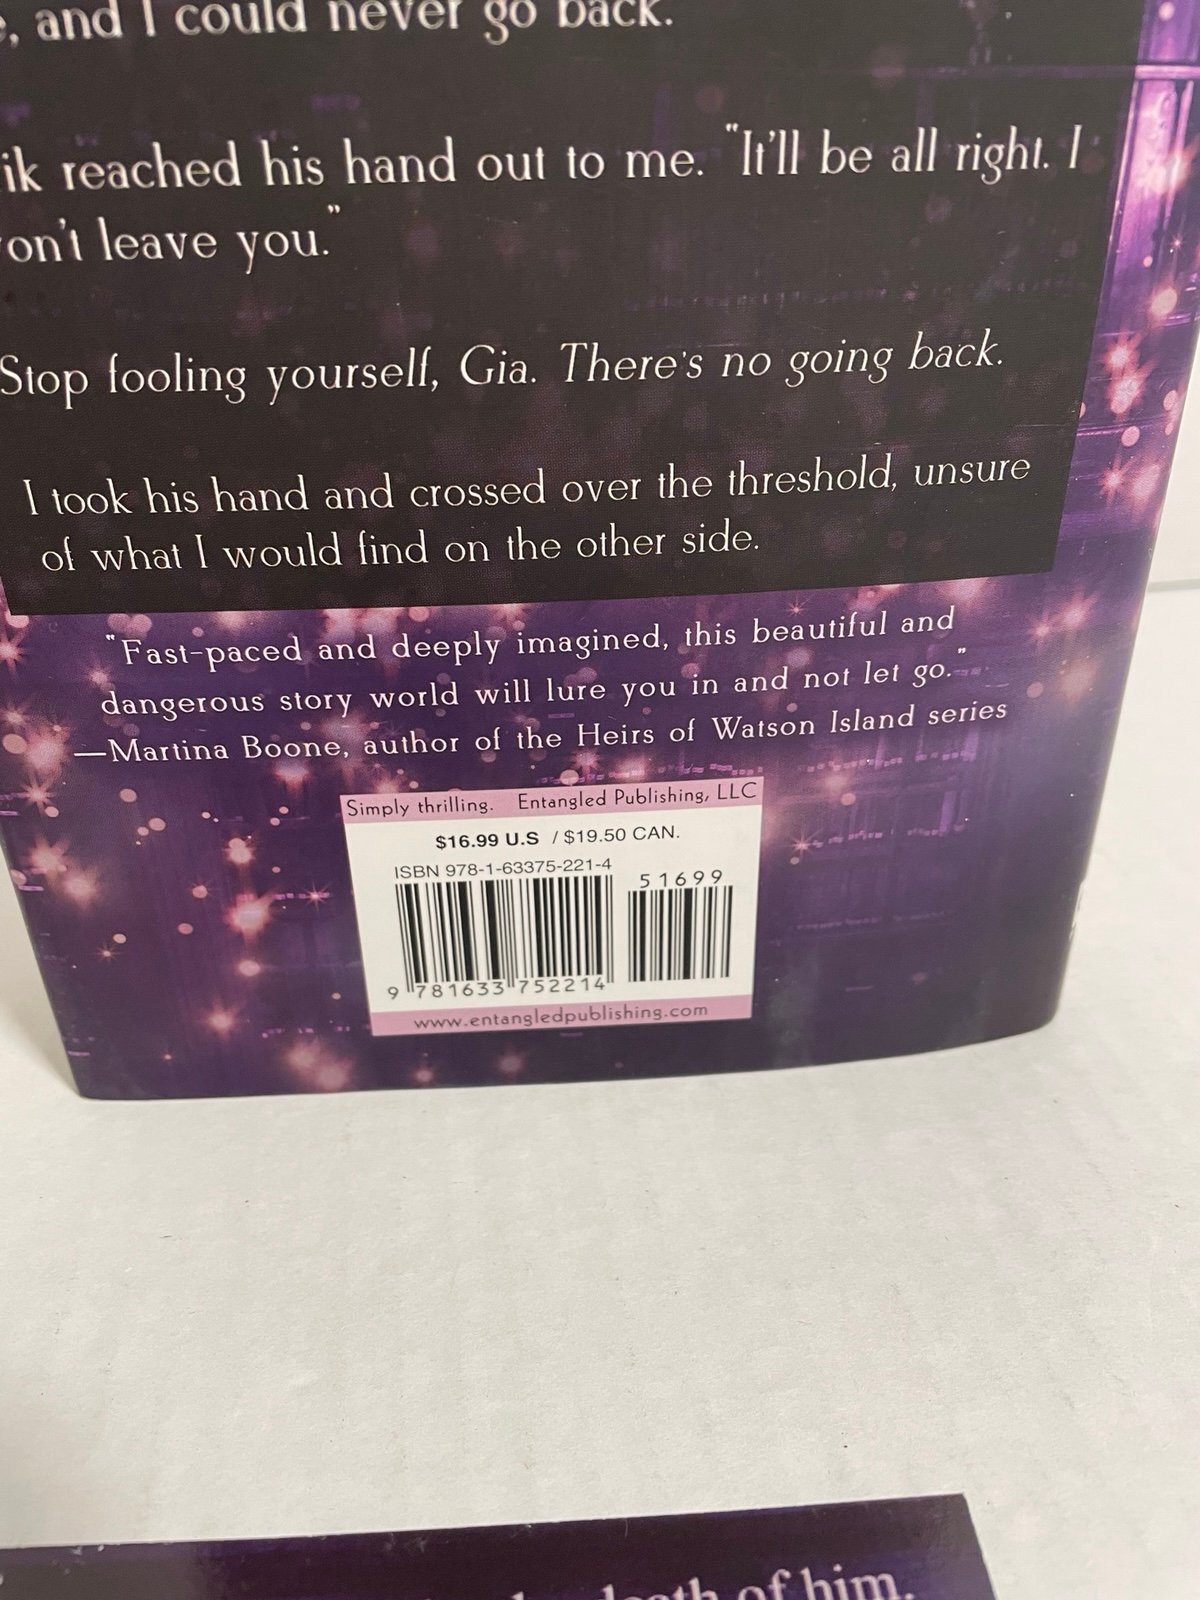 and I could never go back.
reached his hand out to me. "It'll be all right. I
leave you."
Stop fooling yourself, Gia. There's no going back.
I took his hand and crossed over the threshold, unsure
of what I would find on the other side.
"Fast-paced and deeply imagined, this beautiful and
dangerous story world will lure you in and not let go."
—Martina Boone, author of the Heirs of Watson Island series
Simply thrilling. Entangled Publishing, LLC
$16.99 U.S / $19.50 CAN.
ISBN 978-1-63375-221-4
51699
9 781633 752214
www.entangledpublishing.com
of him.